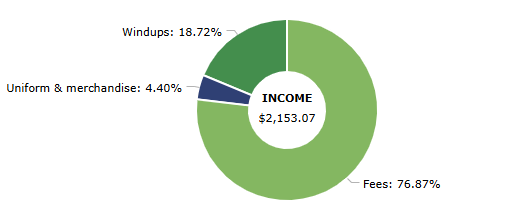 Windups: 18.72%
Uniform & merchandise: 4.40%
INCOME
$2,153.07
Fees: 76.87%